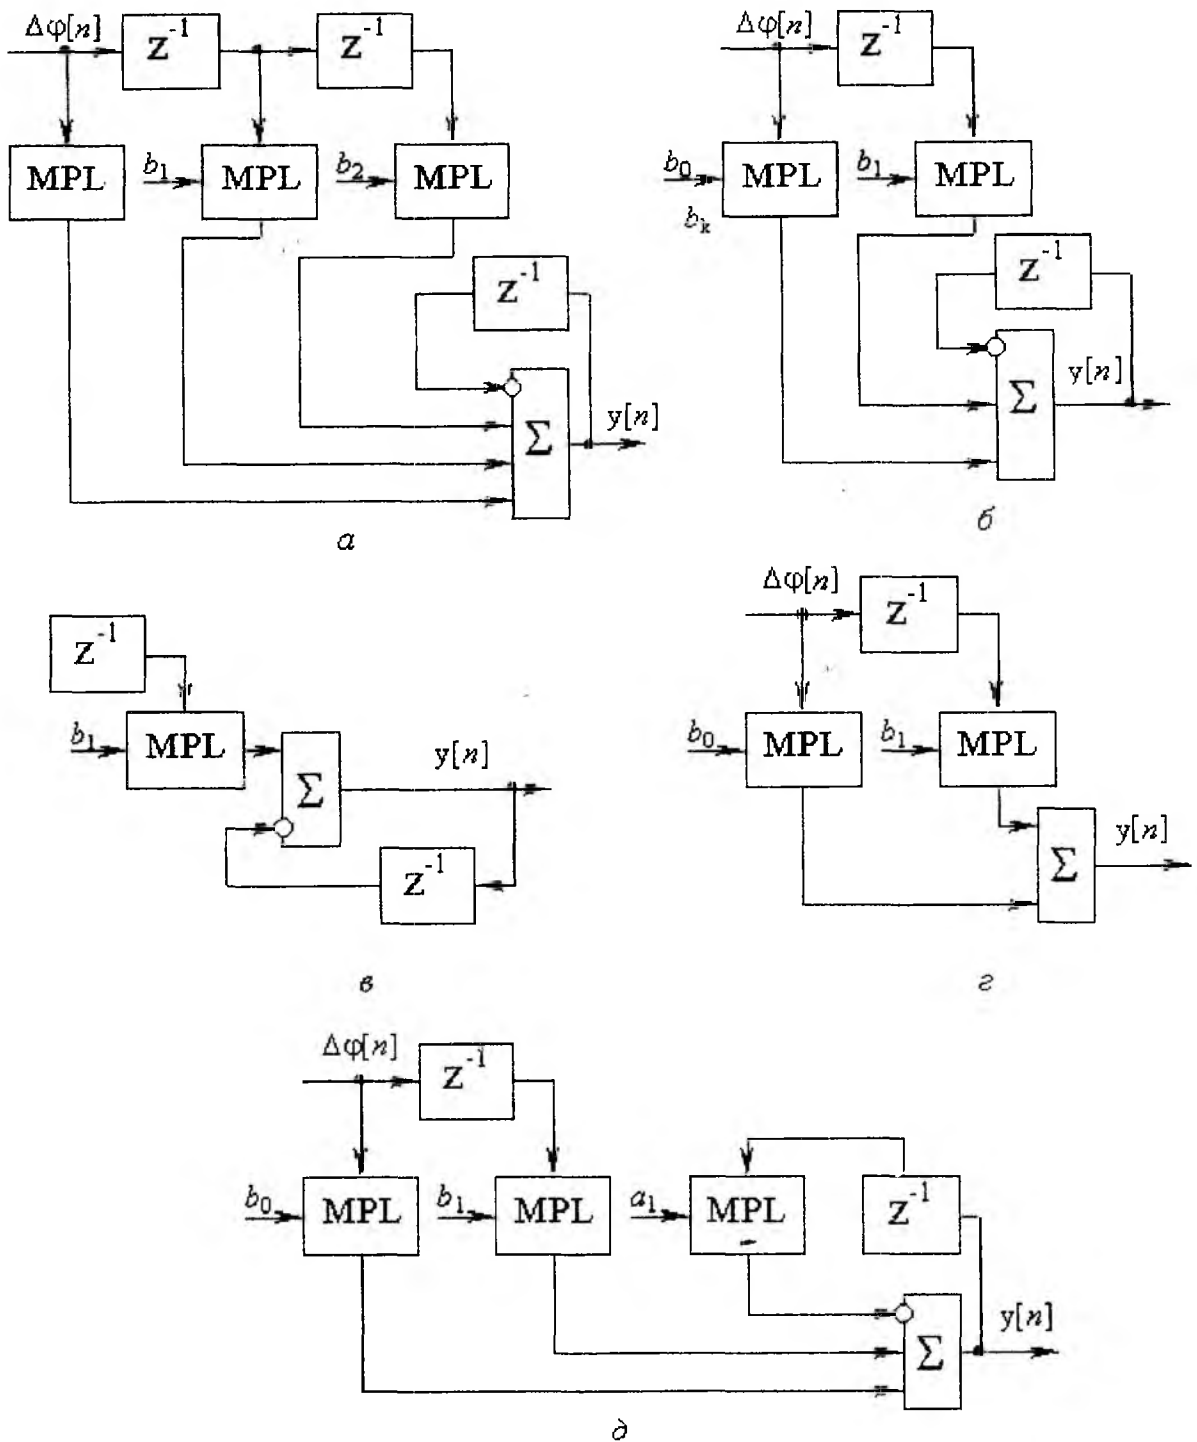 Δφ[n]
Z⁻¹
Z⁻¹
MPL
b₁
MPL
b₂
MPL
Z⁻¹
Σ
y[n]
а
Δφ[n]
Z⁻¹
b₀
MPL
b₁
MPL
bₖ
Z⁻¹
Σ
y[n]
б
Z⁻¹
b₁
MPL
Σ
y[n]
Z⁻¹
в
Δφ[n]
Z⁻¹
b₀
MPL
b₁
MPL
Σ
y[n]
г
Δφ[n]
Z⁻¹
b₀
MPL
b₁
MPL
a₁
MPL
Z⁻¹
Σ
y[n]
д